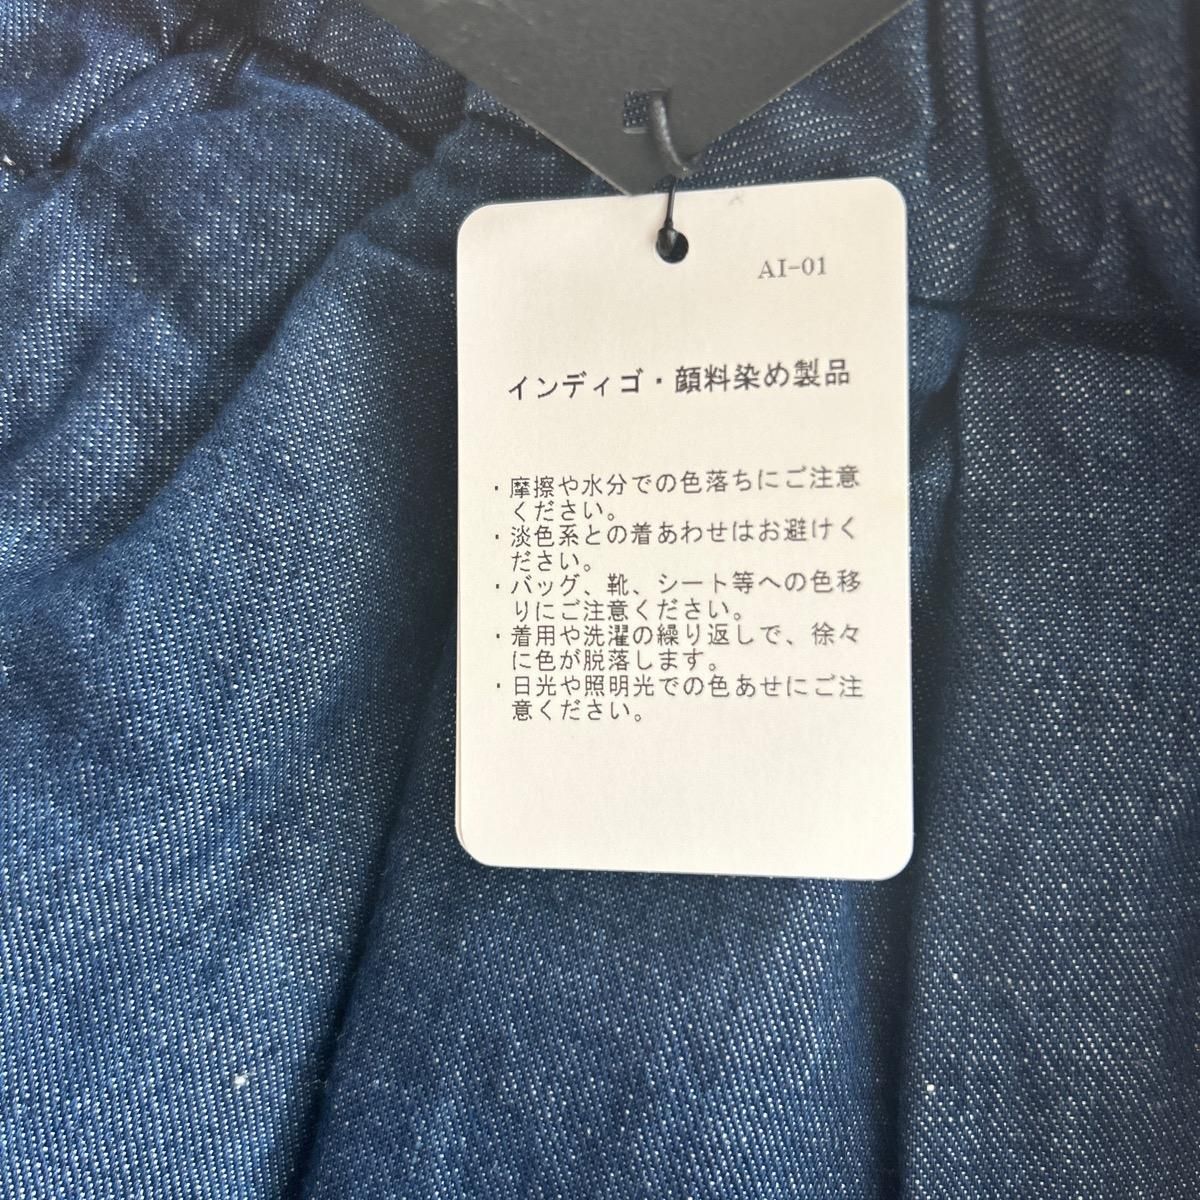 AI-01
インディゴ・顔料染め製品
・摩擦や水分での色落ちにご注意
ください。
・淡色系との着あわせはお避けく
ださい。
・バッグ、靴、シート等への色移
りにご注意ください。
・着用や洗濯の繰り返しで、徐々
に色が脱落します。
・日光や照明光での色あせにご注
意ください。